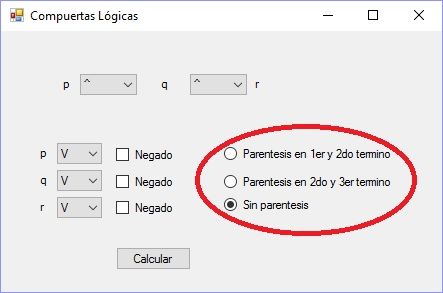 Compuertas Lógicas
p ^ q ^ r
p V Negado Parentesis en 1er y 2do termino
q V Negado Parentesis en 2do y 3er termino
r V Negado Sin parentesis
Calcular